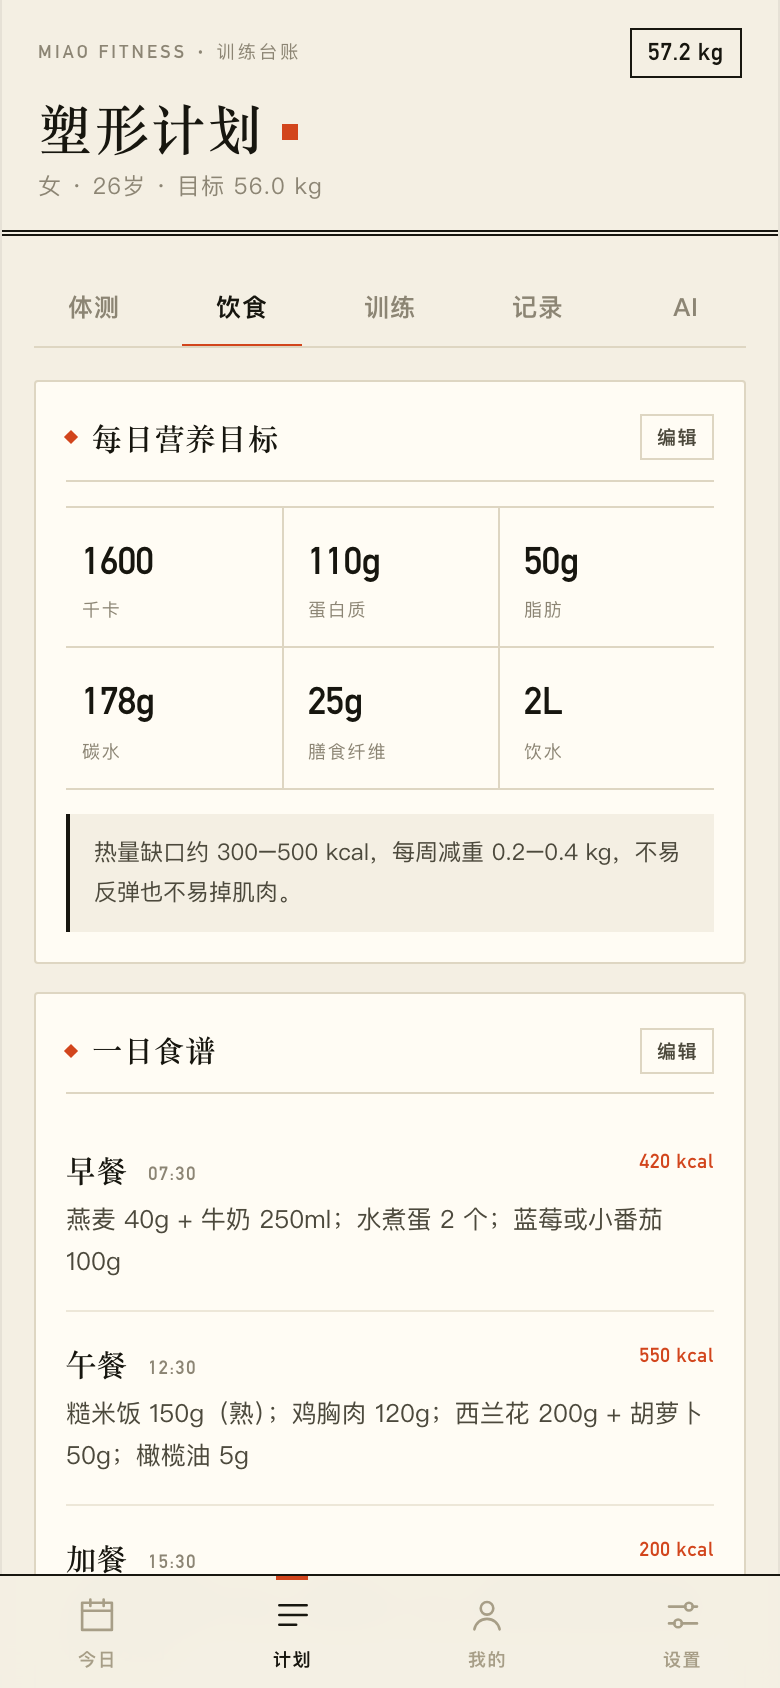 MIAO FITNESS · 训练台账
57.2 kg
塑形计划
女 · 26岁 · 目标 56.0 kg
体测 饮食 训练 记录 AI
每日营养目标 编辑
1600 110g 50g
千卡 蛋白质 脂肪
178g 25g 2L
碳水 膳食纤维 饮水
热量缺口约 300–500 kcal，每周减重 0.2–0.4 kg，不易
反弹也不易掉肌肉。
一日食谱 编辑
早餐 07:30 420 kcal
燕麦 40g + 牛奶 250ml；水煮蛋 2 个；蓝莓或小番茄
100g
午餐 12:30 550 kcal
糙米饭 150g（熟）；鸡胸肉 120g；西兰花 200g + 胡萝卜
50g；橄榄油 5g
加餐 15:30 200 kcal
今日 计划 我的 设置